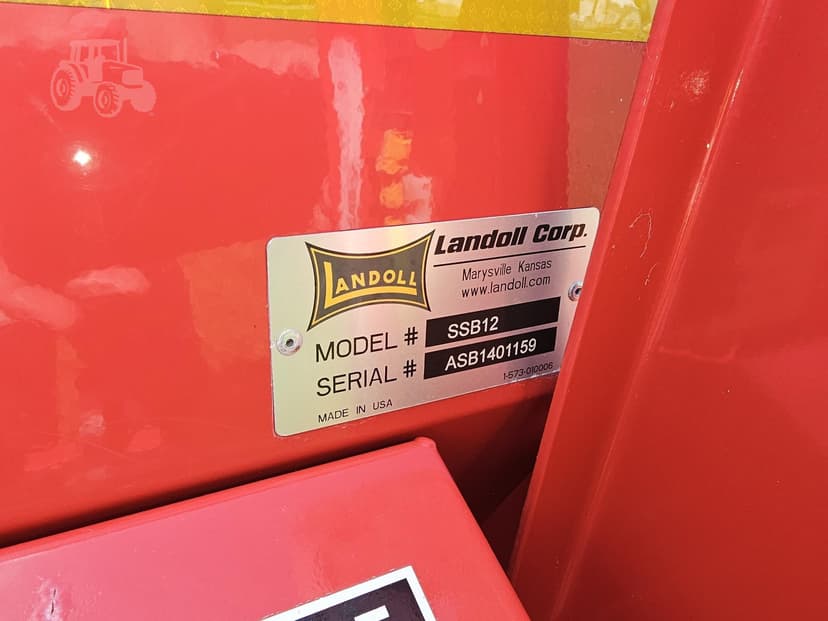 LANDOLL
Landoll Corp.
Marysville Kansas
www.landoll.com
MODEL # SSB12
SERIAL # ASB1401159
1-573-010006
MADE IN USA